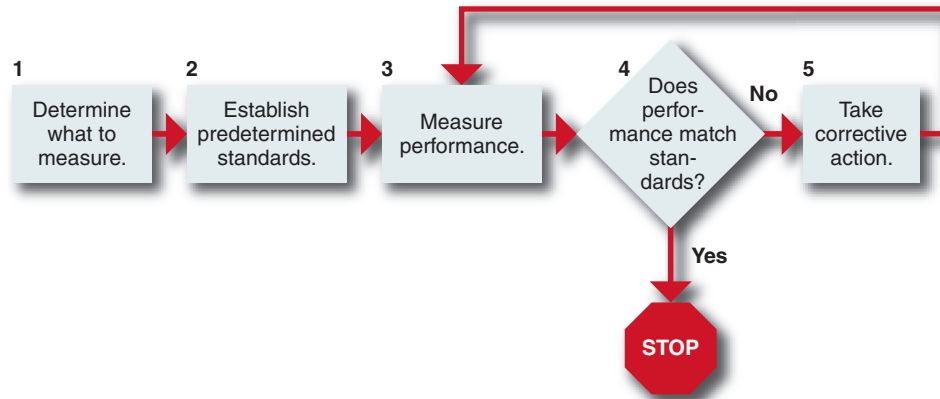 1
Determine
what to
measure.
2
Establish
predetermined
standards.
3
Measure
performance.
4
Does
perfor-
mance match
stan-
dards?
No
5
Take
corrective
action.
Yes
STOP